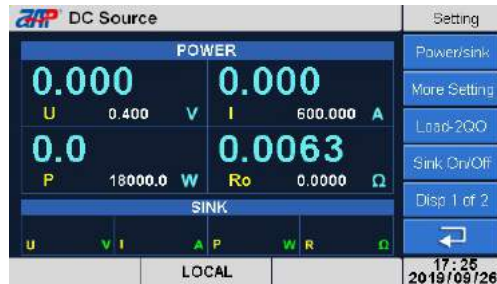 AAP DC Source
Setting
POWER
0.000 0.000
U 0.400 V I 600.000 A
0.0 0.0063
P 18000.0 W Ro 0.0000 Ω
SINK
U V I A P W R Ω
Power/sink
More Setting
Load-2QO
Sink On/Off
Disp 1 of 2
LOCAL
17:25
2019/09/26